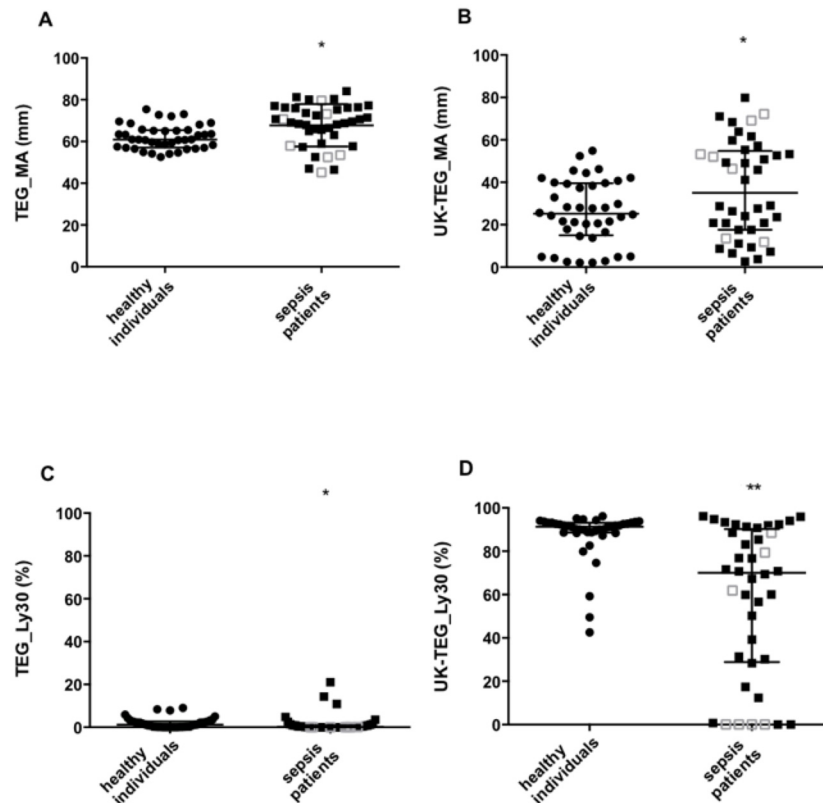 A
*
TEG_MA (mm)
100
80
60
40
20
0
healthy
individuals
sepsis
patients
B
*
UK-TEG_MA (mm)
100
80
60
40
20
0
healthy
individuals
sepsis
patients
C
*
TEG_Ly30 (%)
100
80
60
40
20
0
healthy
individuals
sepsis
patients
D
**
UK-TEG_Ly30 (%)
100
80
60
40
20
0
healthy
individuals
sepsis
patients